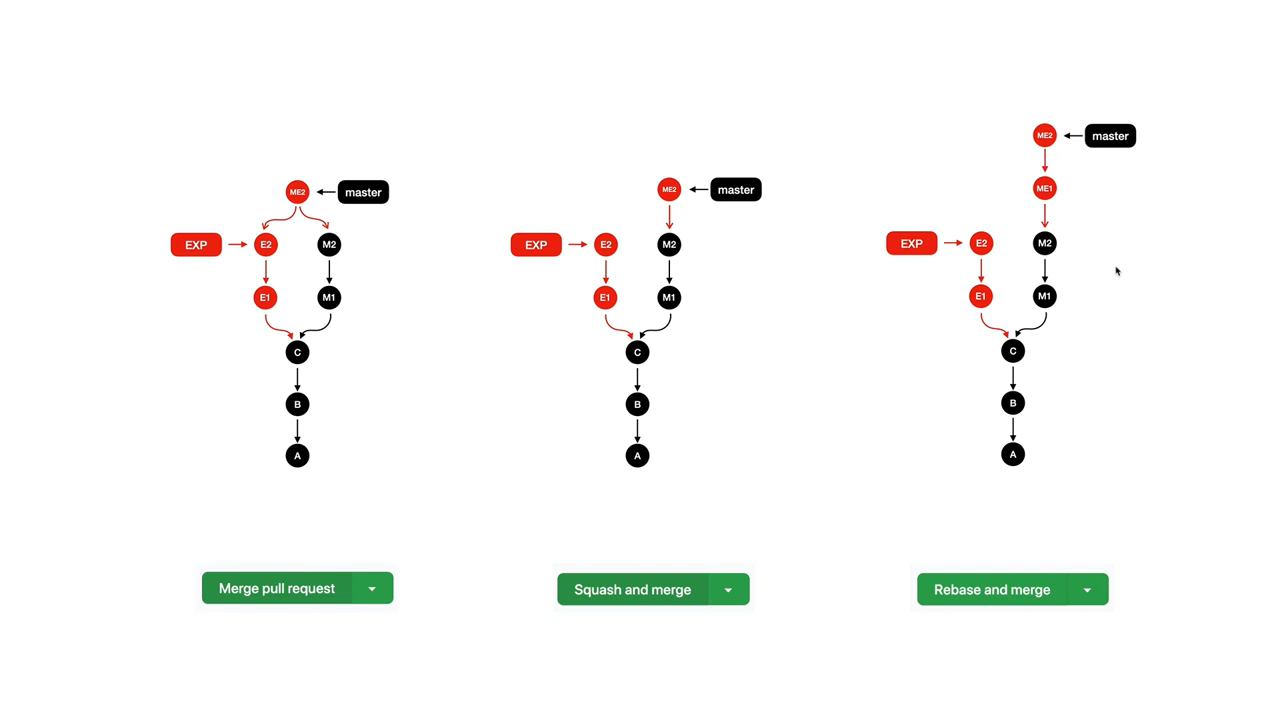 ME2
master
EXP
E2
M2
E1
M1
C
B
A
Merge pull request
ME2
master
EXP
E2
M2
E1
M1
C
B
A
Squash and merge
ME2
master
ME1
EXP
E2
M2
E1
M1
C
B
A
Rebase and merge